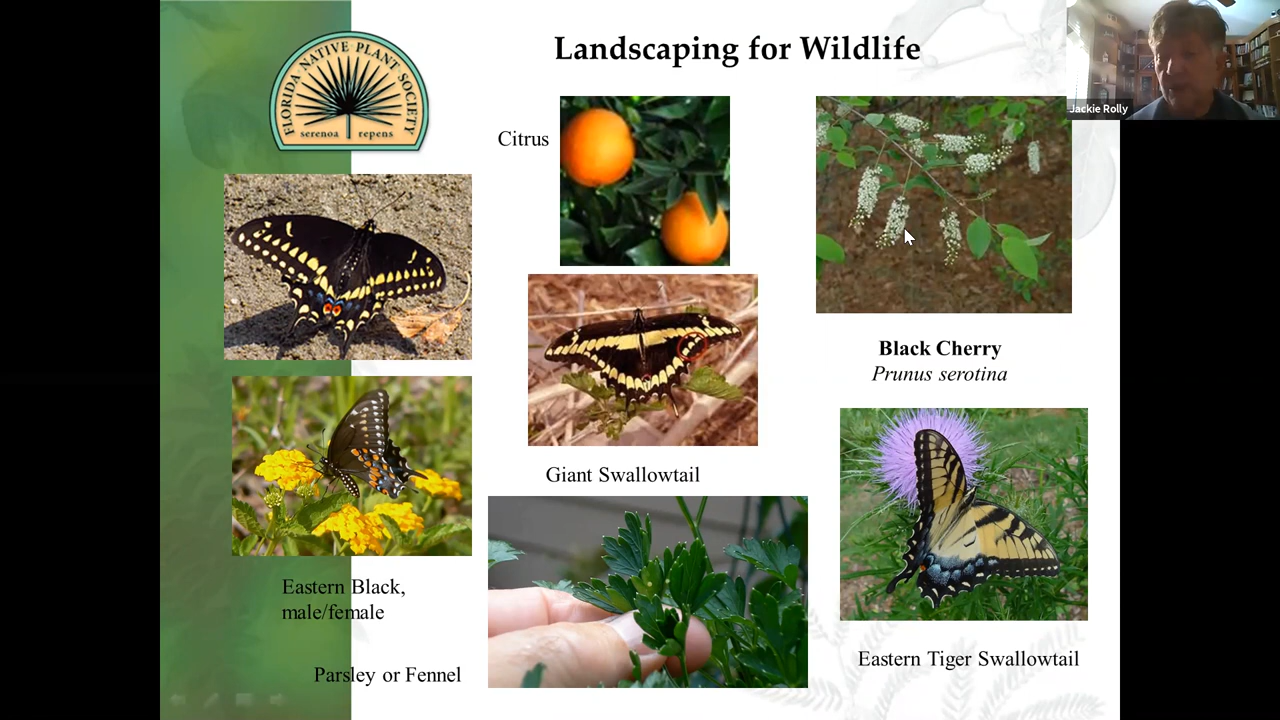 FLORIDA NATIVE PLANT SOCIETY
serenoa repens
Landscaping for Wildlife
Jackie Rolly
Citrus
Black Cherry
Prunus serotina
Giant Swallowtail
Eastern Black,
male/female
Eastern Tiger Swallowtail
Parsley or Fennel